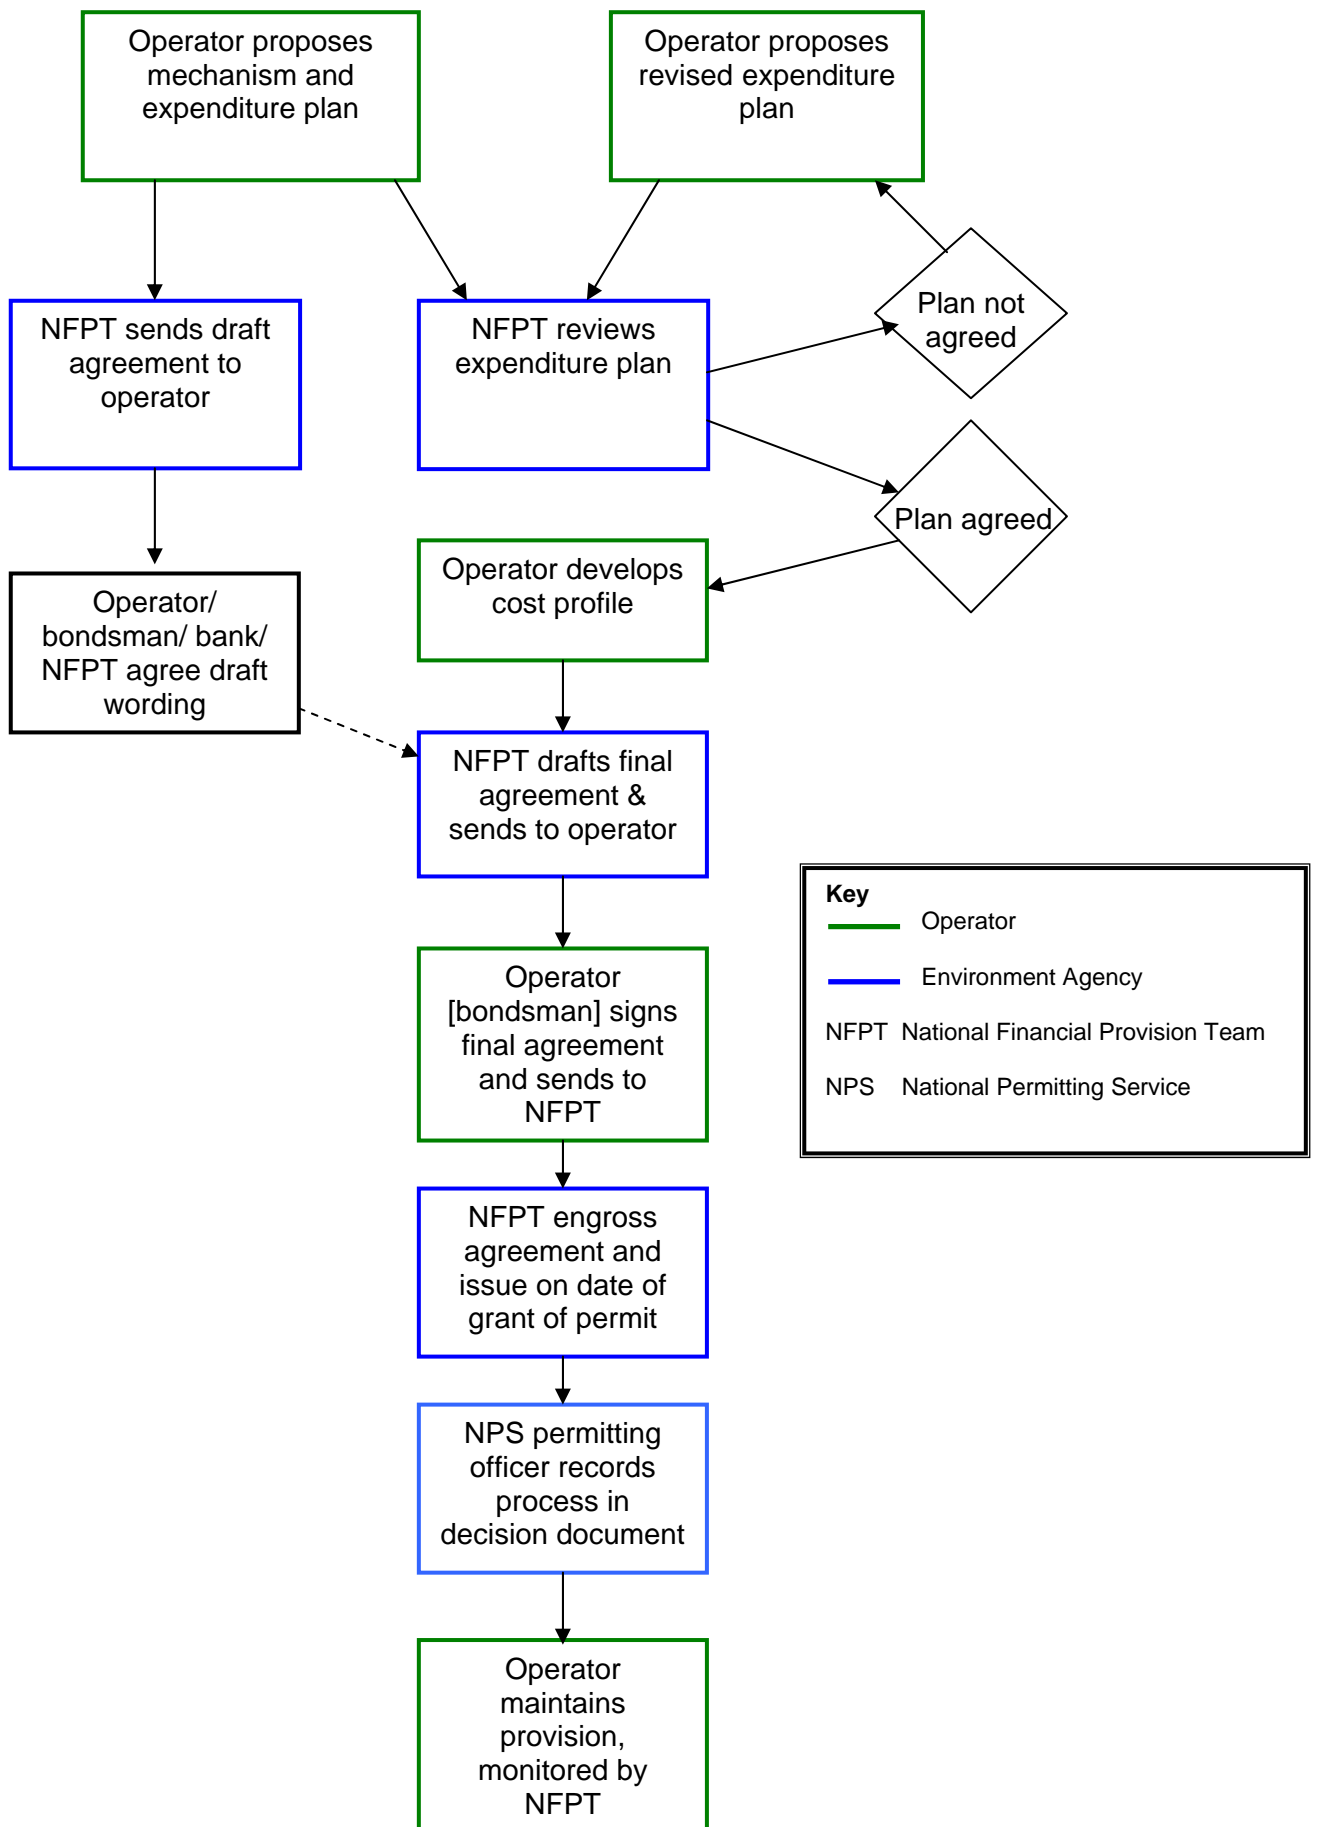 Operator proposes
mechanism and
expenditure plan
Operator proposes
revised expenditure
plan
NFPT sends draft
agreement to
operator
NFPT reviews
expenditure plan
Plan not
agreed
Plan agreed
Operator develops
cost profile
Operator/
bondsman/ bank/
NFPT agree draft
wording
NFPT drafts final
agreement &
sends to operator
Operator
[bondsman] signs
final agreement
and sends to
NFPT
NFPT engross
agreement and
issue on date of
grant of permit
NPS permitting
officer records
process in
decision document
Operator
maintains
provision,
monitored by
NFPT
Key
Operator
Environment Agency
NFPT National Financial Provision Team
NPS National Permitting Service